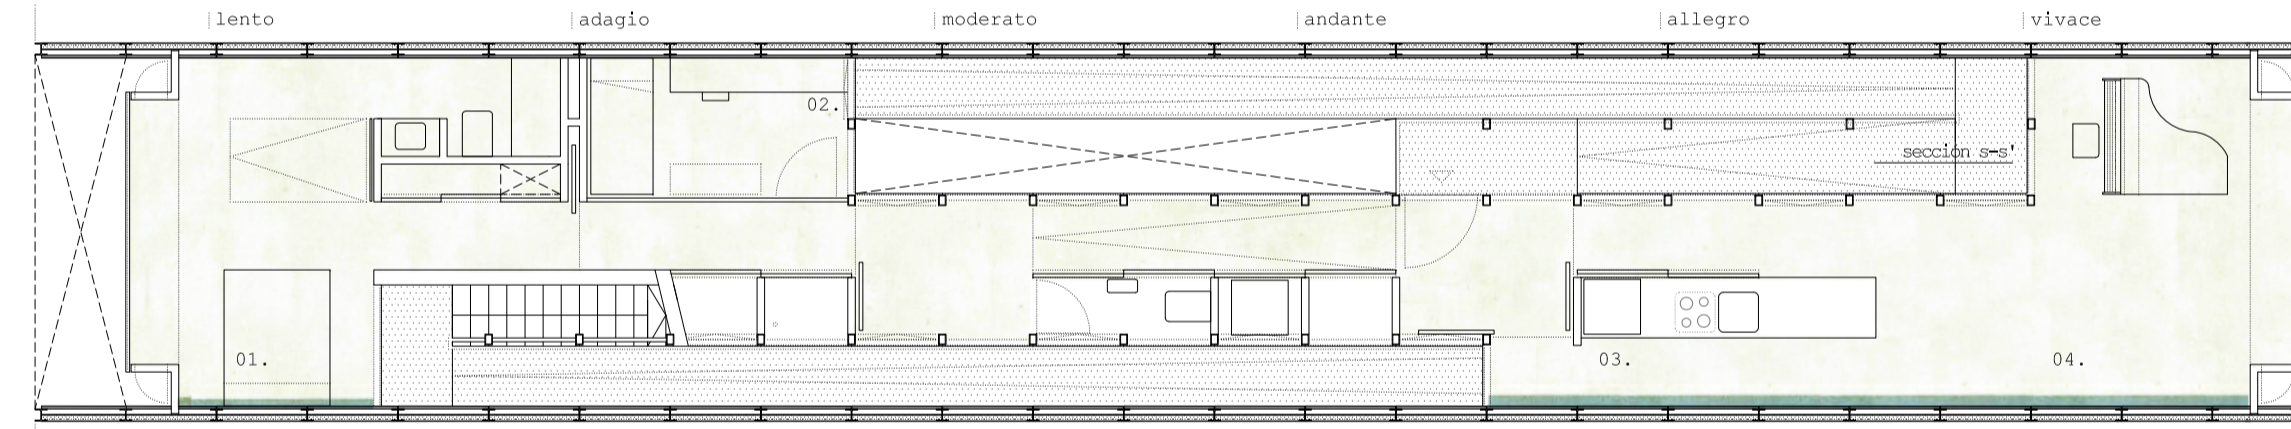 lento adagio moderato andante allegro vivace
02.
sección s-s'
01. 03. 04.